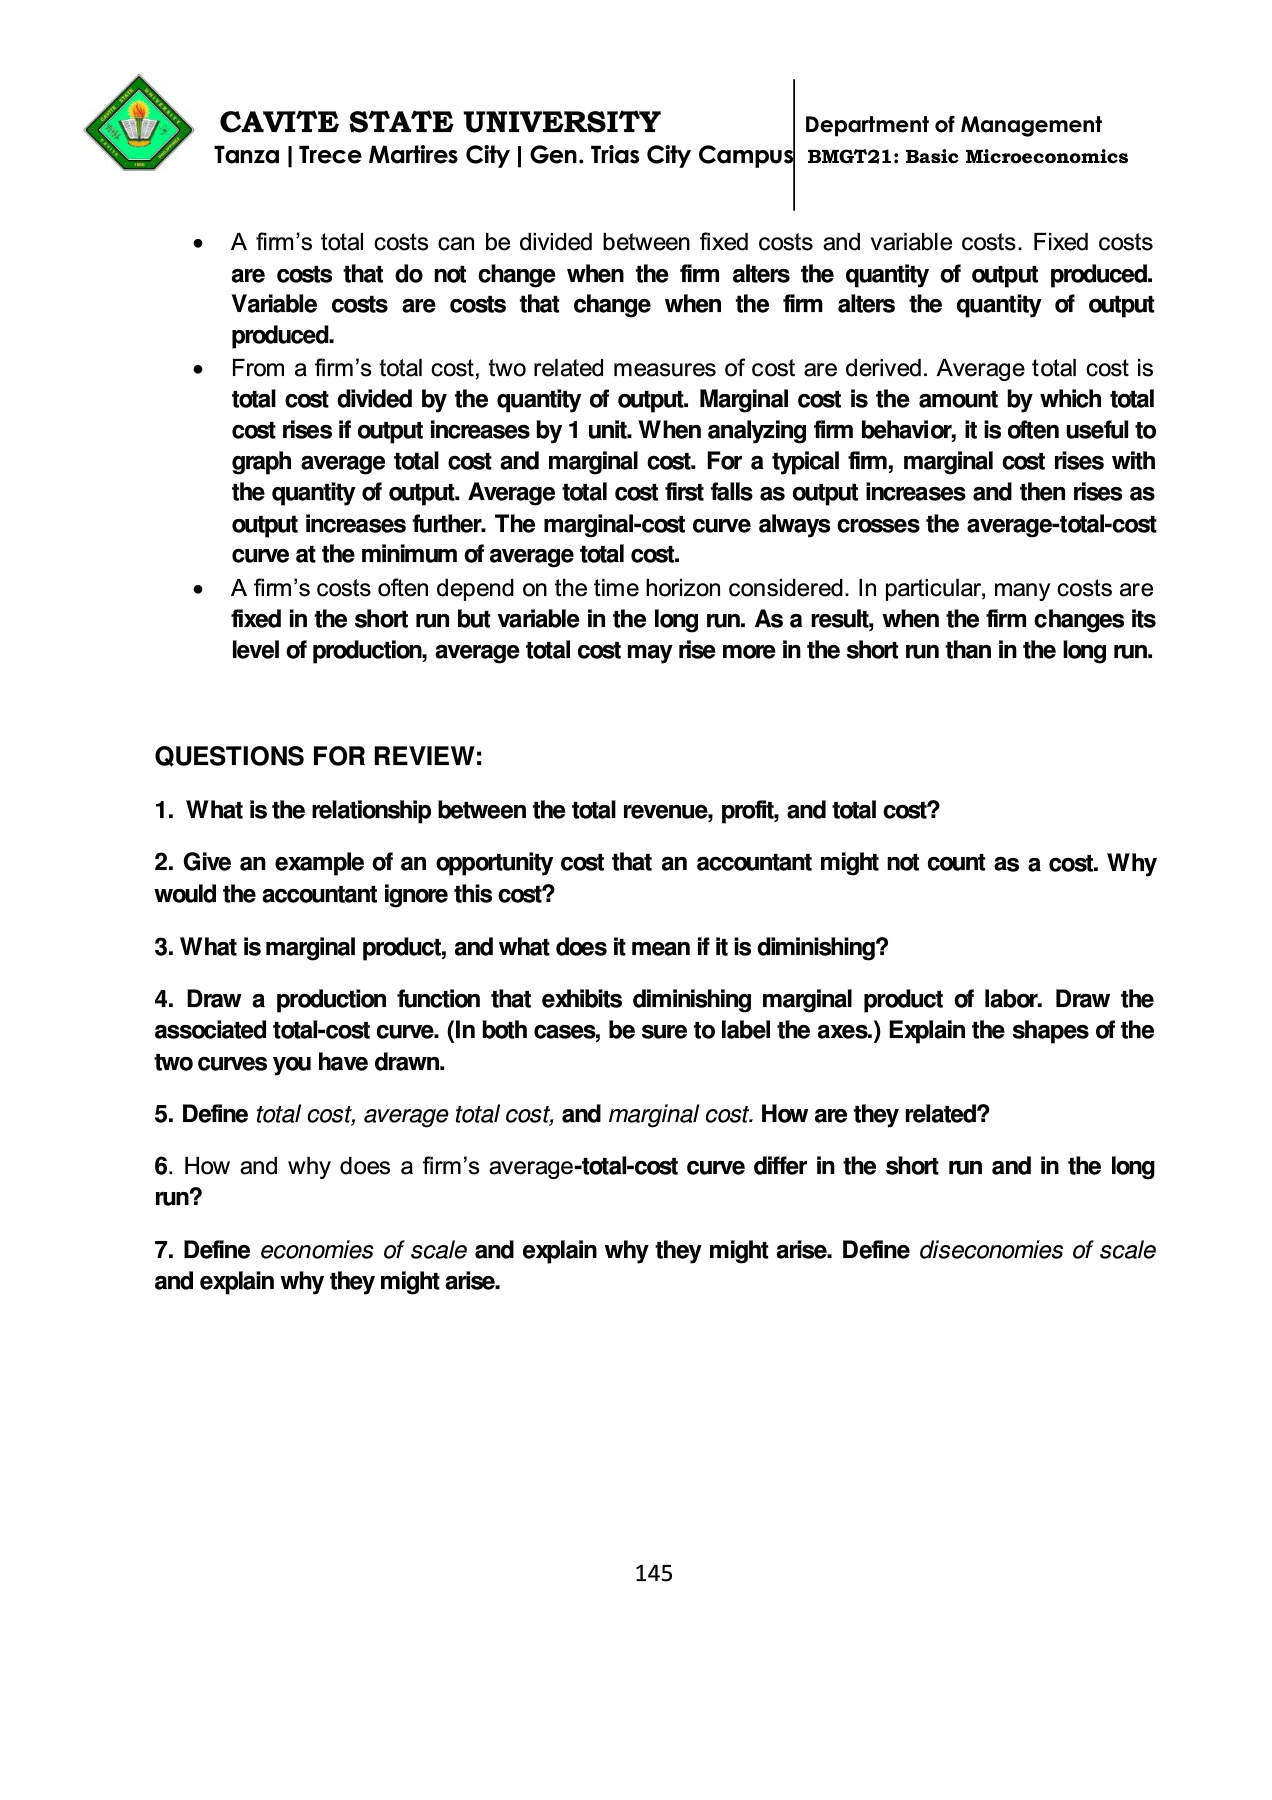 CAVITE STATE UNIVERSITY
Tanza | Trece Martires City | Gen. Trias City Campus
Department of Management
BMGT21: Basic Microeconomics
• A firm’s total costs can be divided between fixed costs and variable costs. Fixed costs
are costs that do not change when the firm alters the quantity of output produced.
Variable costs are costs that change when the firm alters the quantity of output
produced.
• From a firm’s total cost, two related measures of cost are derived. Average total cost is
total cost divided by the quantity of output. Marginal cost is the amount by which total
cost rises if output increases by 1 unit. When analyzing firm behavior, it is often useful to
graph average total cost and marginal cost. For a typical firm, marginal cost rises with
the quantity of output. Average total cost first falls as output increases and then rises as
output increases further. The marginal-cost curve always crosses the average-total-cost
curve at the minimum of average total cost.
• A firm’s costs often depend on the time horizon considered. In particular, many costs are
fixed in the short run but variable in the long run. As a result, when the firm changes its
level of production, average total cost may rise more in the short run than in the long run.
QUESTIONS FOR REVIEW:
1. What is the relationship between the total revenue, profit, and total cost?
2. Give an example of an opportunity cost that an accountant might not count as a cost. Why
would the accountant ignore this cost?
3. What is marginal product, and what does it mean if it is diminishing?
4. Draw a production function that exhibits diminishing marginal product of labor. Draw the
associated total-cost curve. (In both cases, be sure to label the axes.) Explain the shapes of the
two curves you have drawn.
5. Define total cost, average total cost, and marginal cost. How are they related?
6. How and why does a firm’s average-total-cost curve differ in the short run and in the long
run?
7. Define economies of scale and explain why they might arise. Define diseconomies of scale
and explain why they might arise.
145